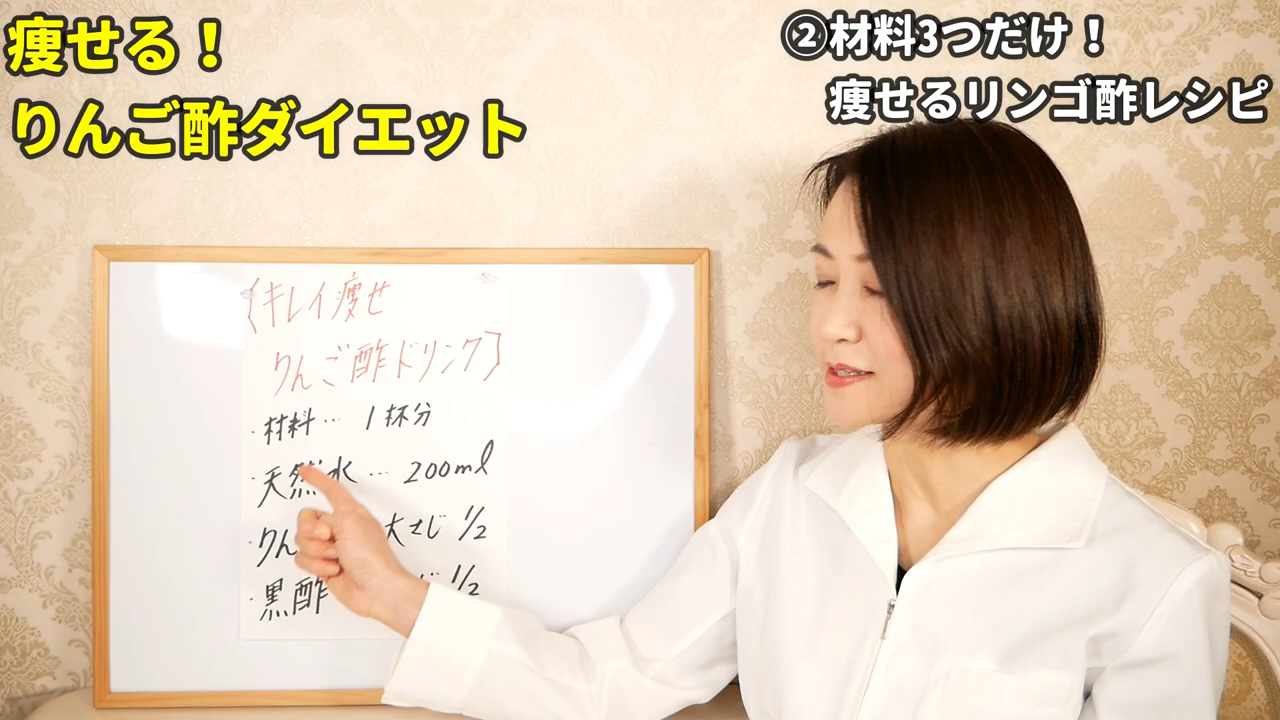 痩せる！
りんご酢ダイエット
②材料3つだけ！
痩せるリンゴ酢レシピ
〔キレイ痩せ
りんご酢ドリンク〕
・材料… 1杯分
・天然水… 200ml
・りん 大さじ 1/2
・黒酢 じ 1/2